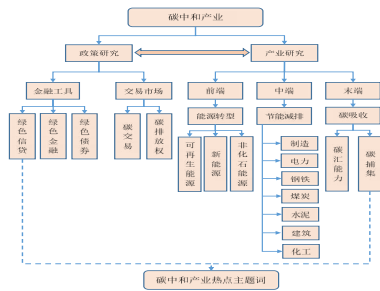 碳中和产业
政策研究
产业研究
金融工具
交易市场
前端
中端
末端
能源转型
节能减排
碳吸收
绿色信贷
绿色金融
绿色债券
碳交易
碳排放权
可再生能源
新能源
非化石能源
制造
电力
钢铁
煤炭
水泥
建筑
化工
碳汇能力
碳捕集
碳中和产业热点主题词